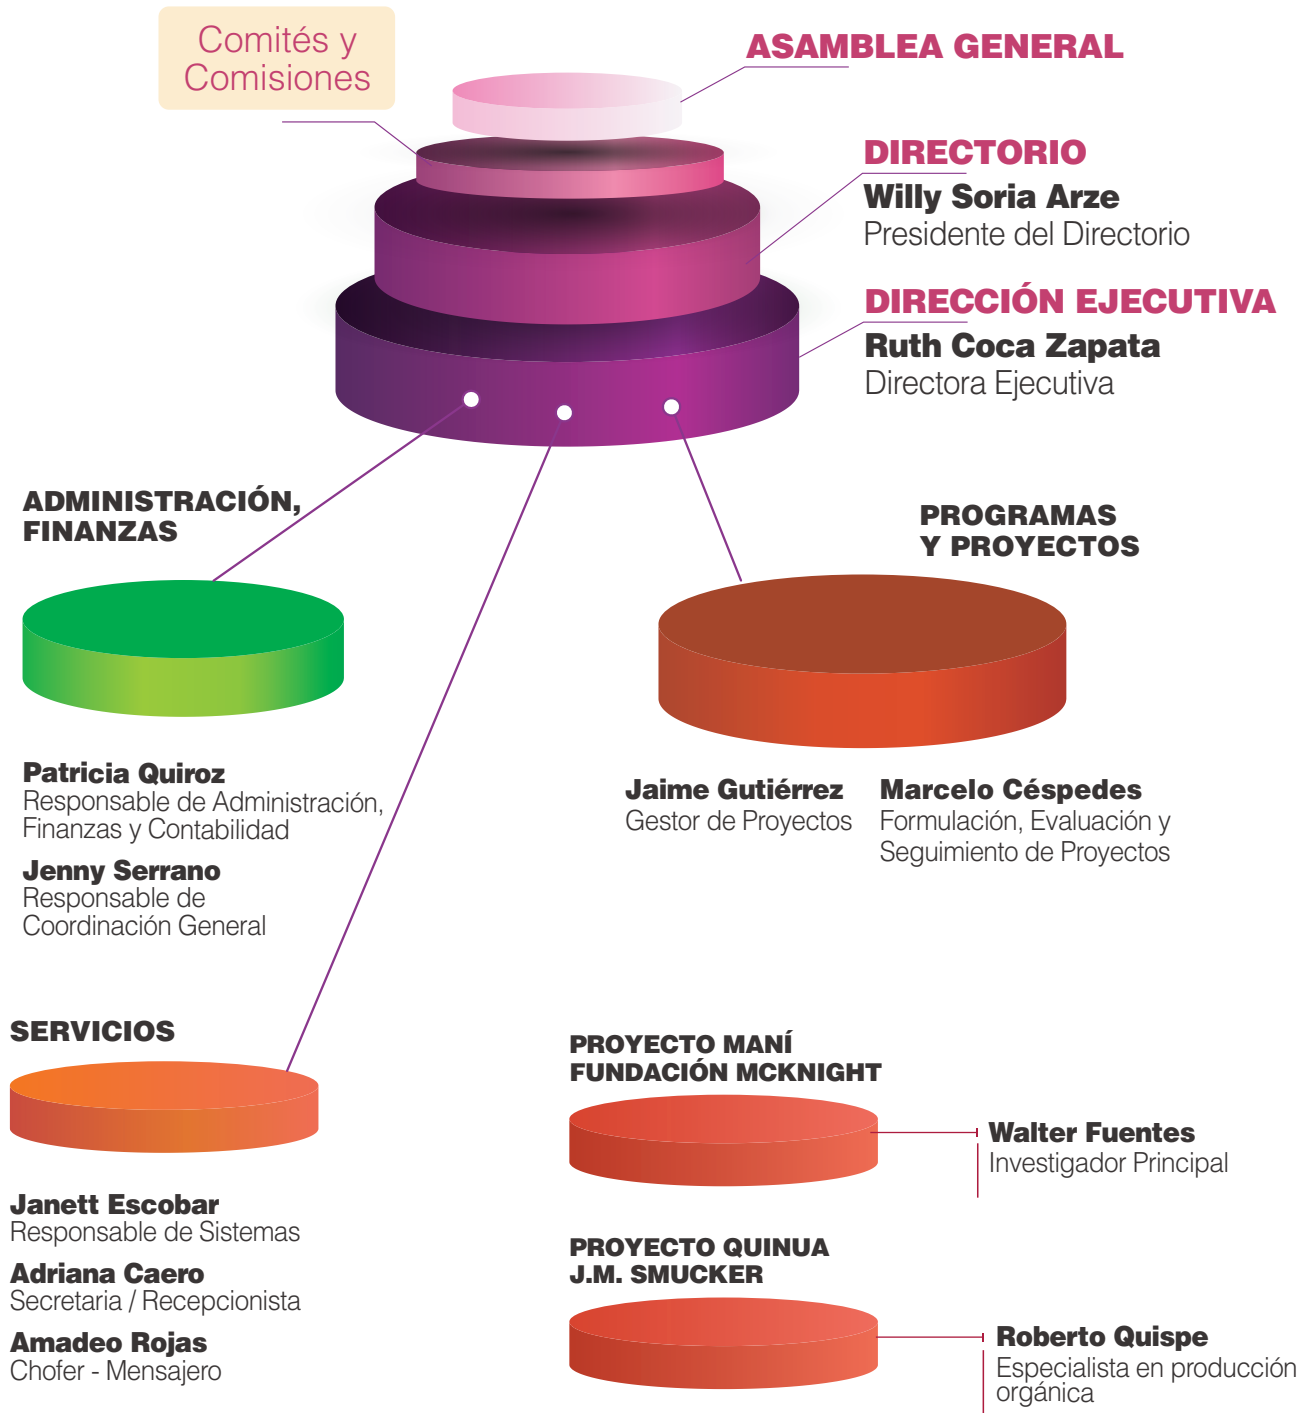 Comités y
Comisiones
ASAMBLEA GENERAL
DIRECTORIO
Willy Soria Arze
Presidente del Directorio
DIRECCIÓN EJECUTIVA
Ruth Coca Zapata
Directora Ejecutiva
ADMINISTRACIÓN,
FINANZAS
PROGRAMAS
Y PROYECTOS
Patricia Quiroz
Responsable de Administración,
Finanzas y Contabilidad
Jenny Serrano
Responsable de
Coordinación General
Jaime Gutiérrez
Gestor de Proyectos
Marcelo Céspedes
Formulación, Evaluación y
Seguimiento de Proyectos
SERVICIOS
Janett Escobar
Responsable de Sistemas
Adriana Caero
Secretaria / Recepcionista
Amadeo Rojas
Chofer - Mensajero
PROYECTO MANÍ
FUNDACIÓN MCKNIGHT
Walter Fuentes
Investigador Principal
PROYECTO QUINUA
J.M. SMUCKER
Roberto Quispe
Especialista en producción
orgánica